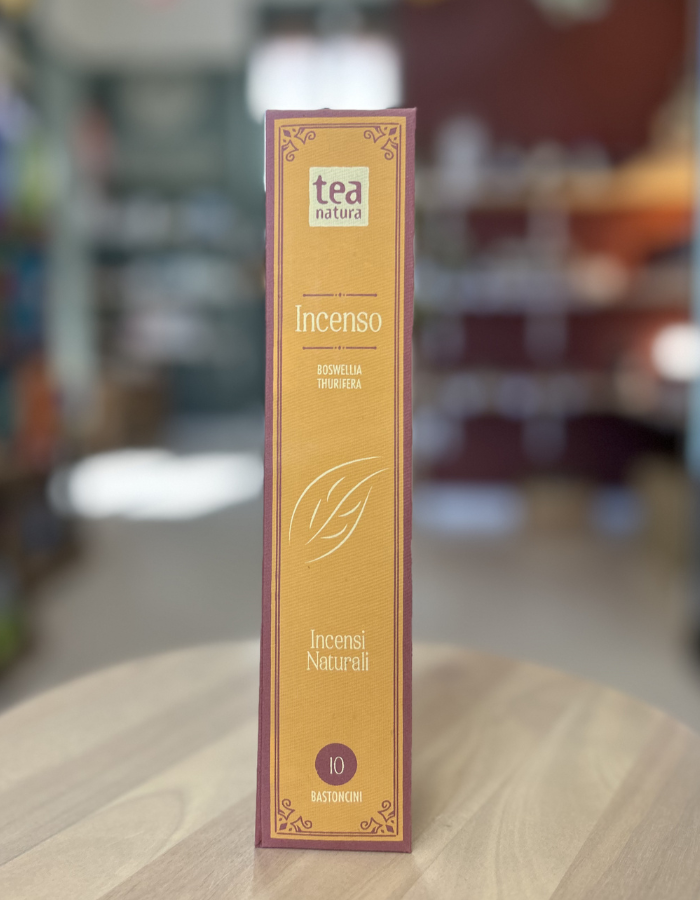 tea
natura
Incenso
BOSWELLIA
THURIFERA
Incensi
Naturali
10
BASTONCINI